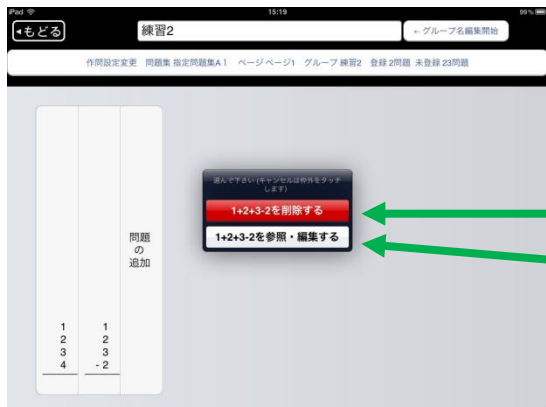 iPad 15:19 99%
もどる 練習2 ←グループ名編集開始
作問設定変更 問題集 指定問題集A1 ページ ページ1 グループ 練習2 登録 2問題 未登録 23問題
選んで下さい(キャンセルは枠外をタッチ
します)
1+2+3-2を削除する
1+2+3-2を参照・編集する
問題
の
追加
1 1
2 2
3 3
4 -2